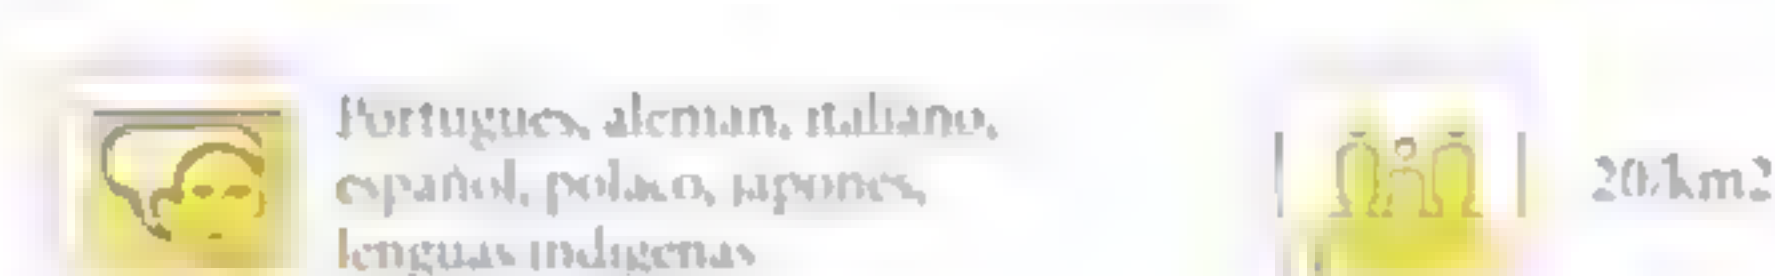 Portugues, aleman, italiano,
español, polaco, japones,
lenguas indigenas
20/km2